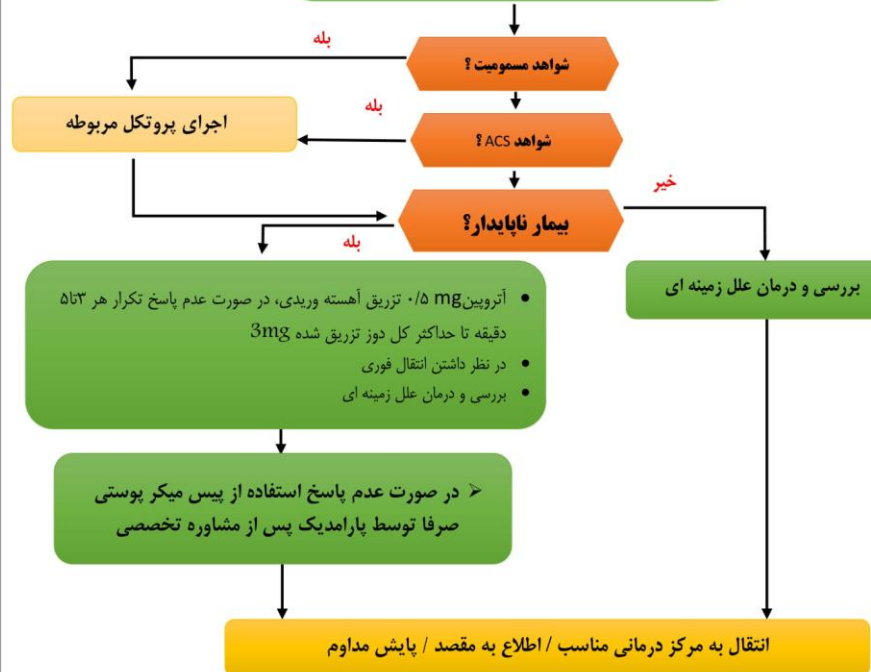 بله
شواهد مسمومیت ؟
اجرای پروتکل مربوطه
بله
شواهد ACS ؟
خیر
بیمار ناپایدار؟
بله
• آتروپین ۰/۵ mg تزریق آهسته وریدی، در صورت عدم پاسخ تکرار هر ۳تا۵
دقیقه تا حداکثر کل دوز تزریق شده 3mg
• در نظر داشتن انتقال فوری
• بررسی و درمان علل زمینه ای
بررسی و درمان علل زمینه ای
➢ در صورت عدم پاسخ استفاده از پیس میکر پوستی
صرفا توسط پارامدیک پس از مشاوره تخصصی
انتقال به مرکز درمانی مناسب / اطلاع به مقصد / پایش مداوم